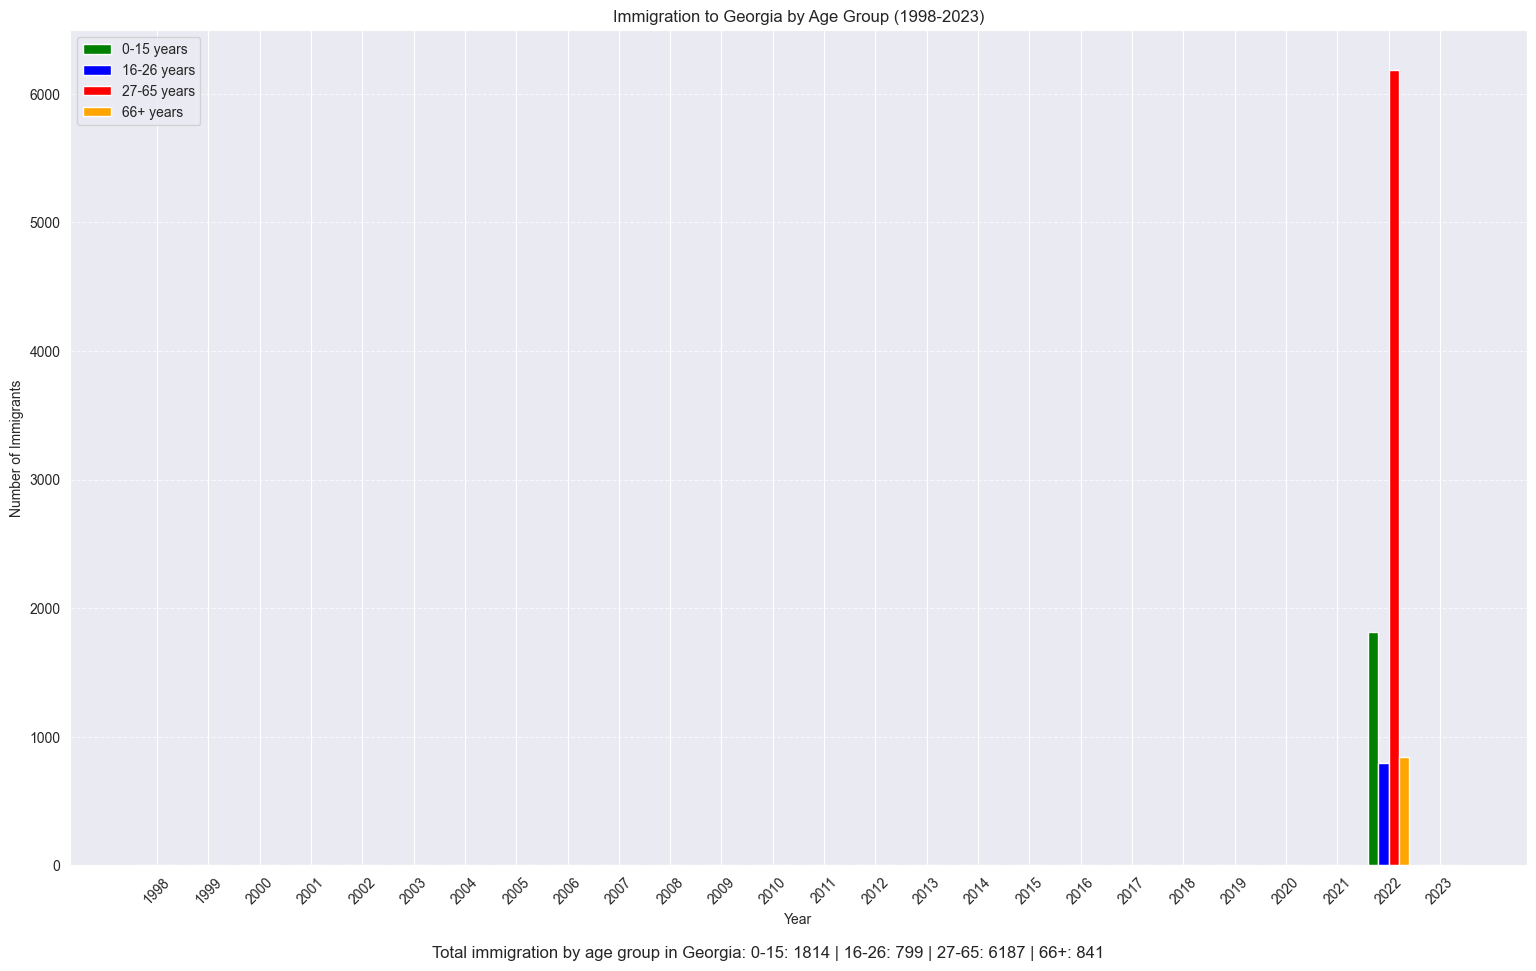 Immigration to Georgia by Age Group (1998-2023)
0-15 years
16-26 years
27-65 years
66+ years
Number of Immigrants
6000
5000
4000
3000
2000
1000
0
1998 1999 2000 2001 2002 2003 2004 2005 2006 2007 2008 2009 2010 2011 2012 2013 2014 2015 2016 2017 2018 2019 2020 2021 2022 2023
Year
Total immigration by age group in Georgia: 0-15: 1814 | 16-26: 799 | 27-65: 6187 | 66+: 841